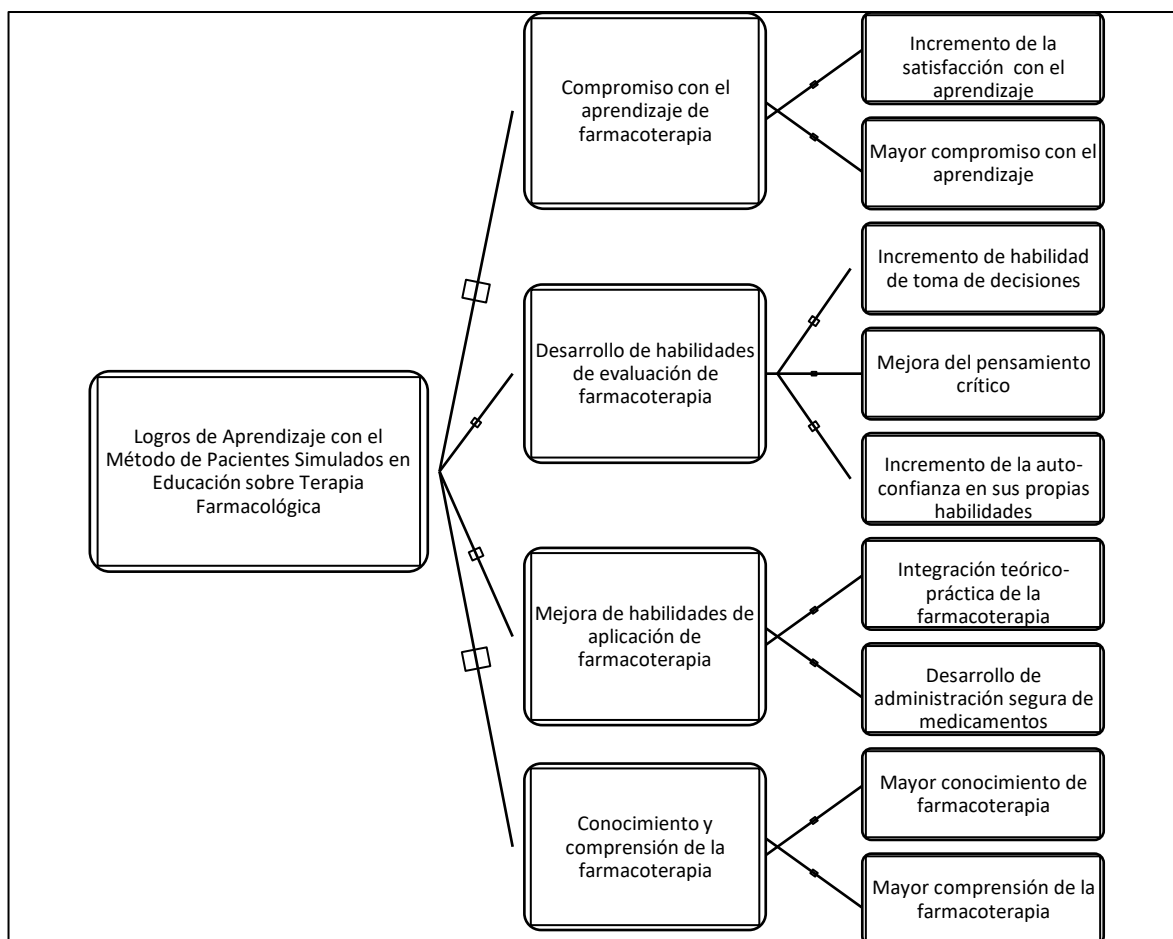 Logros de Aprendizaje con el
Método de Pacientes Simulados en
Educación sobre Terapia
Farmacológica
Compromiso con el
aprendizaje de
farmacoterapia
Incremento de la
satisfacción con el
aprendizaje
Mayor compromiso con el
aprendizaje
Desarrollo de habilidades
de evaluación de
farmacoterapia
Incremento de habilidad
de toma de decisiones
Mejora del pensamiento
crítico
Incremento de la auto-
confianza en sus propias
habilidades
Mejora de habilidades de
aplicación de
farmacoterapia
Integración teórico-
práctica de la
farmacoterapia
Desarrollo de
administración segura de
medicamentos
Conocimiento y
comprensión de la
farmacoterapia
Mayor conocimiento de
farmacoterapia
Mayor comprensión de la
farmacoterapia